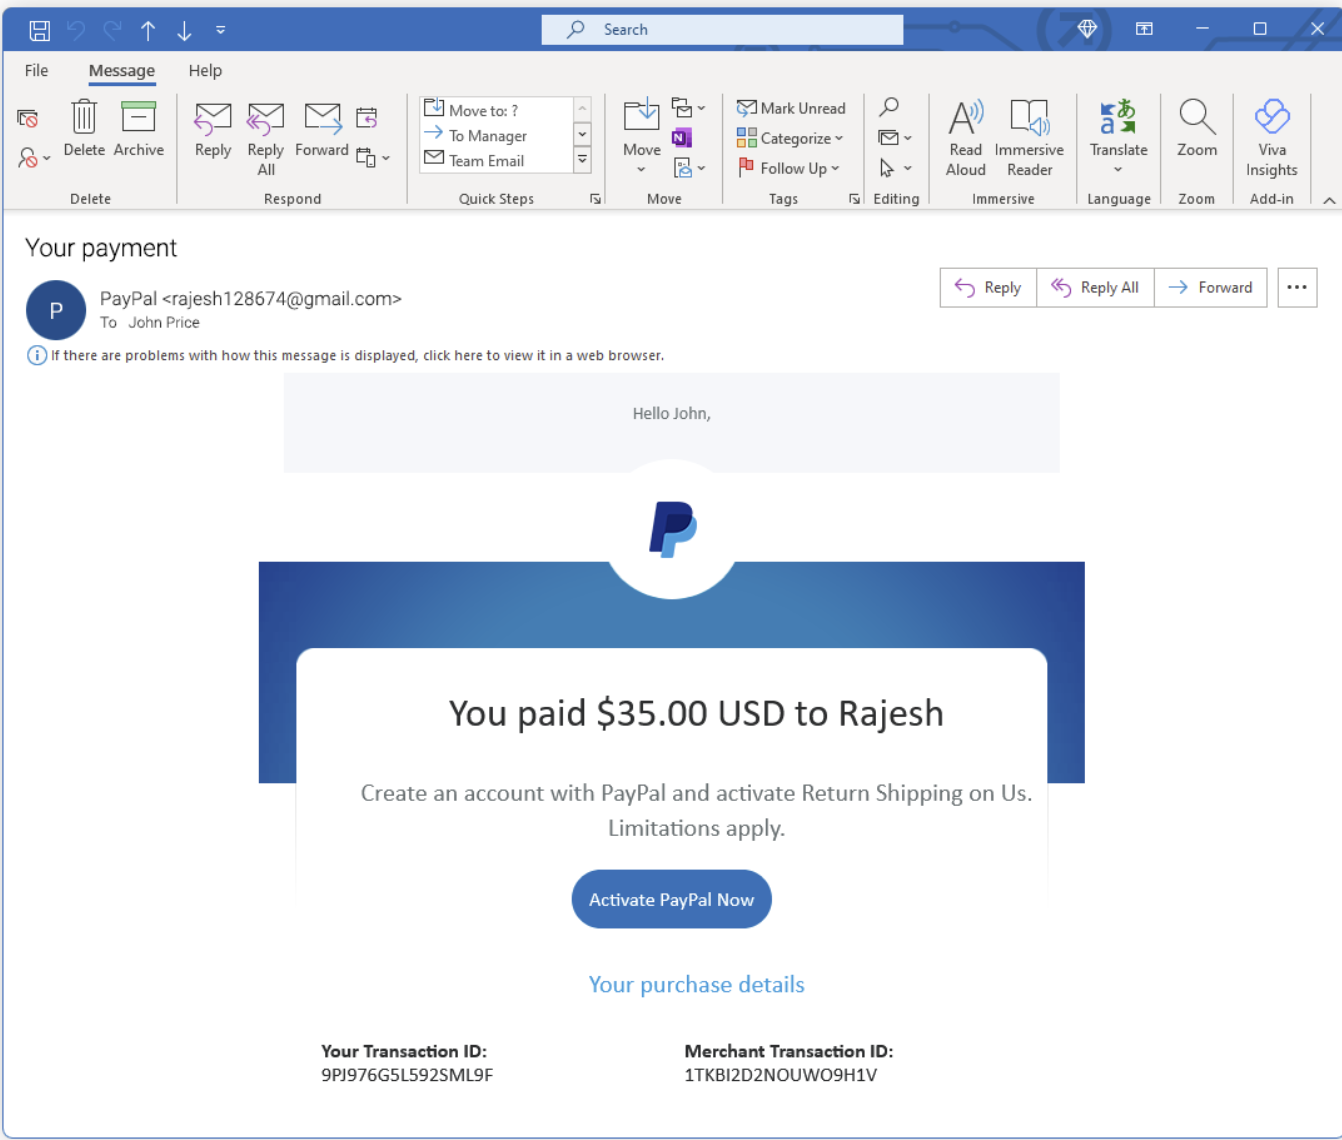 Search
File Message Help
Delete Archive
Reply Reply All Forward
Move to: ?
To Manager
Team Email
Move
Mark Unread
Categorize
Follow Up
Read Aloud Immersive Reader
Translate
Zoom
Viva Insights
Delete Respond Quick Steps Move Tags Editing Immersive Language Zoom Add-in
Your payment
P
PayPal <rajesh128674@gmail.com>
To John Price
Reply Reply All Forward
If there are problems with how this message is displayed, click here to view it in a web browser.
Hello John,
You paid $35.00 USD to Rajesh
Create an account with PayPal and activate Return Shipping on Us.
Limitations apply.
Activate PayPal Now
Your purchase details
Your Transaction ID: Merchant Transaction ID:
9PJ976G5L592SML9F 1TKBI2D2NOUWO9H1V